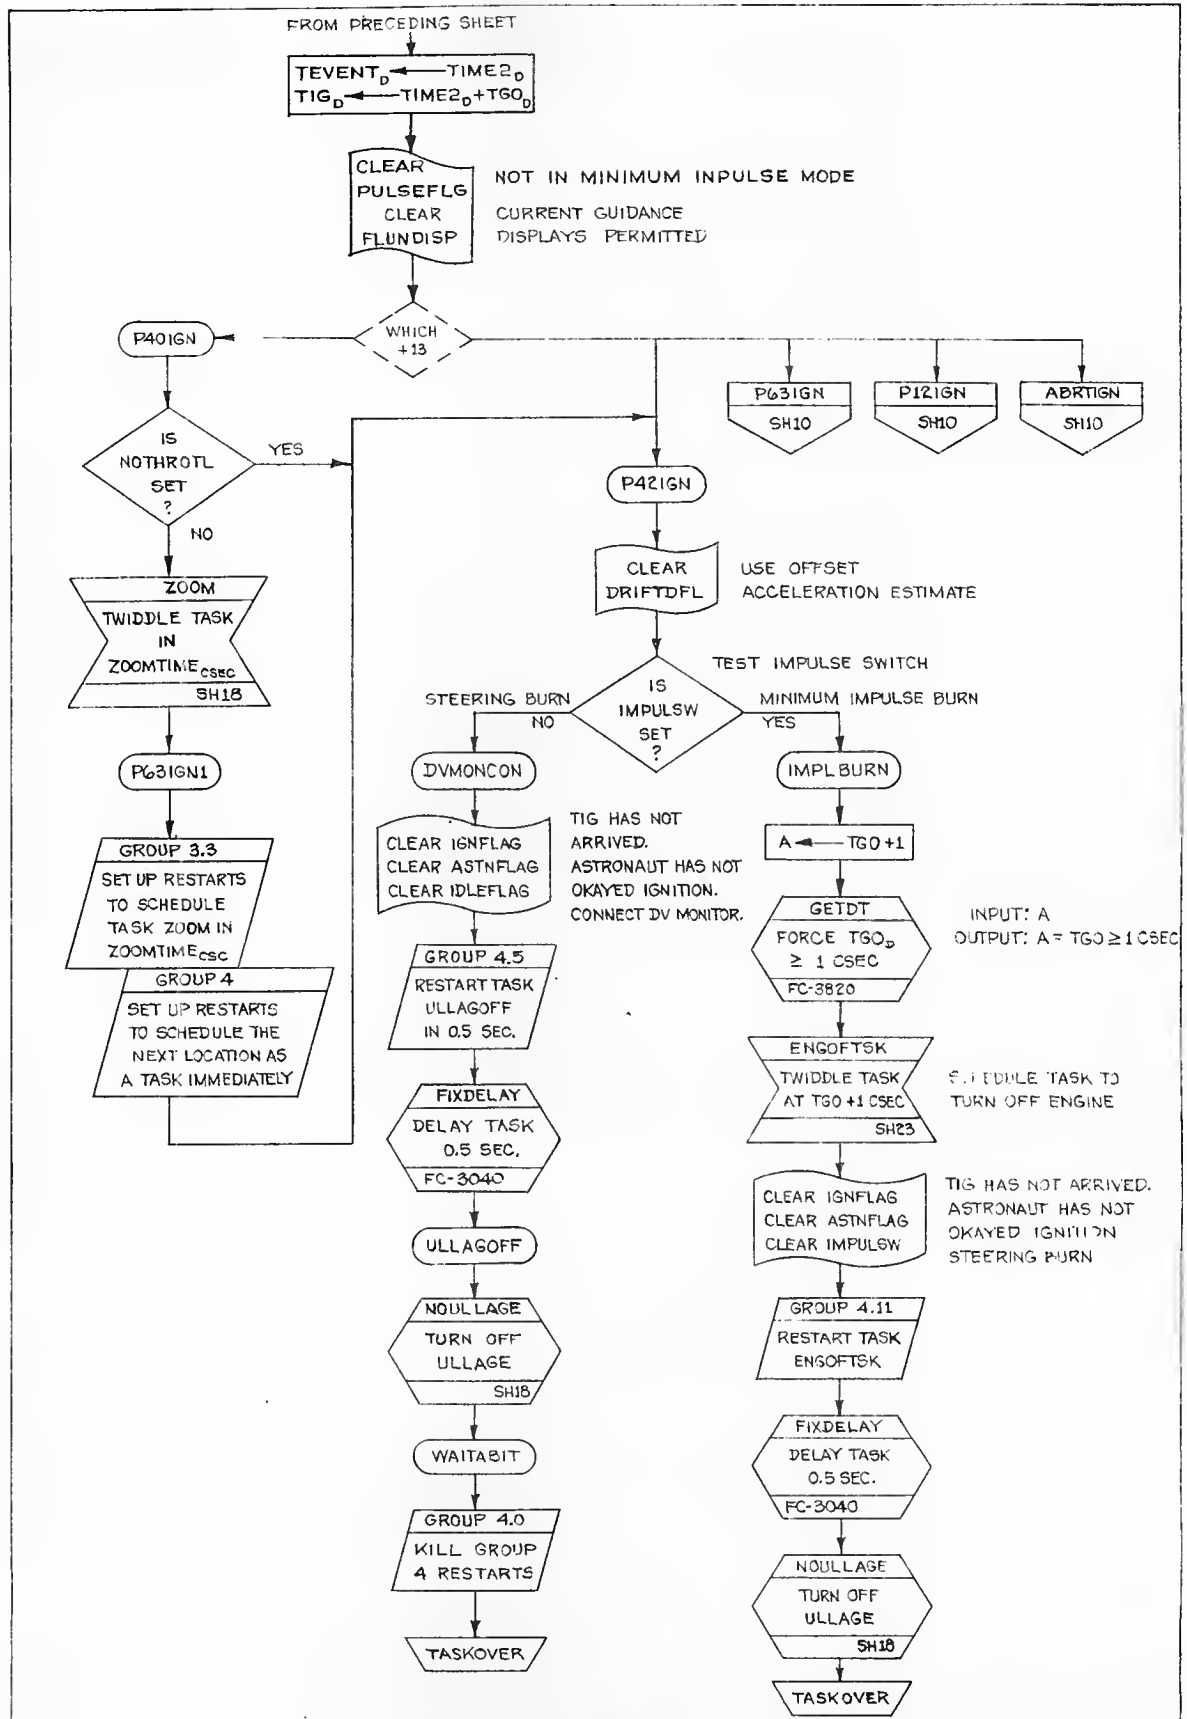 FROM PRECEDING SHEET
TEVENT_D ← TIME2_D
TIG_D ← TIME2_D+TGO_D
CLEAR
PULSEFLG
CLEAR
FLUNDISP
NOT IN MINIMUM INPULSE MODE
CURRENT GUIDANCE
DISPLAYS PERMITTED
WHICH
+13
P40IGN
IS
NOTHROTL
SET
?
YES
NO
ZOOM
TWIDDLE TASK
IN
ZOOMTIME_CSEC
SH18
P63IGN1
GROUP 3.3
SET UP RESTARTS
TO SCHEDULE
TASK ZOOM IN
ZOOMTIME_CSC
GROUP 4
SET UP RESTARTS
TO SCHEDULE THE
NEXT LOCATION AS
A TASK IMMEDIATELY
P63IGN
SH10
P12IGN
SH10
ABRTIGN
SH10
P42IGN
CLEAR
DRIFTDFL
USE OFFSET
ACCELERATION ESTIMATE
TEST IMPULSE SWITCH
IS
IMPULSW
SET
?
STEERING BURN
NO
MINIMUM IMPULSE BURN
YES
DVMONCON
CLEAR IGNFLAG
CLEAR ASTNFLAG
CLEAR IDLEFLAG
TIG HAS NOT
ARRIVED.
ASTRONAUT HAS NOT
OKAYED IGNITION.
CONNECT DV MONITOR.
GROUP 4.5
RESTART TASK
ULLAGOFF
IN 0.5 SEC.
FIXDELAY
DELAY TASK
0.5 SEC.
FC-3040
ULLAGOFF
NOULLAGE
TURN OFF
ULLAGE
SH18
WAITABIT
GROUP 4.0
KILL GROUP
4 RESTARTS
TASKOVER
IMPLBURN
A ← TGO+1
GETDT
FORCE TGO_D
≥ 1 CSEC
FC-3820
INPUT: A
OUTPUT: A = TGO ≥ 1 CSEC
ENGOFTSK
TWIDDLE TASK
AT TGO +1 CSEC
SH23
TASK TO
TURN OFF ENGINE
CLEAR IGNFLAG
CLEAR ASTNFLAG
CLEAR IMPULSW
TIG HAS NOT ARRIVED.
ASTRONAUT HAS NOT
OKAYED IGNITION
STEERING BURN
GROUP 4.11
RESTART TASK
ENGOFTSK
FIXDELAY
DELAY TASK
0.5 SEC.
FC-3040
NOULLAGE
TURN OFF
ULLAGE
SH18
TASKOVER